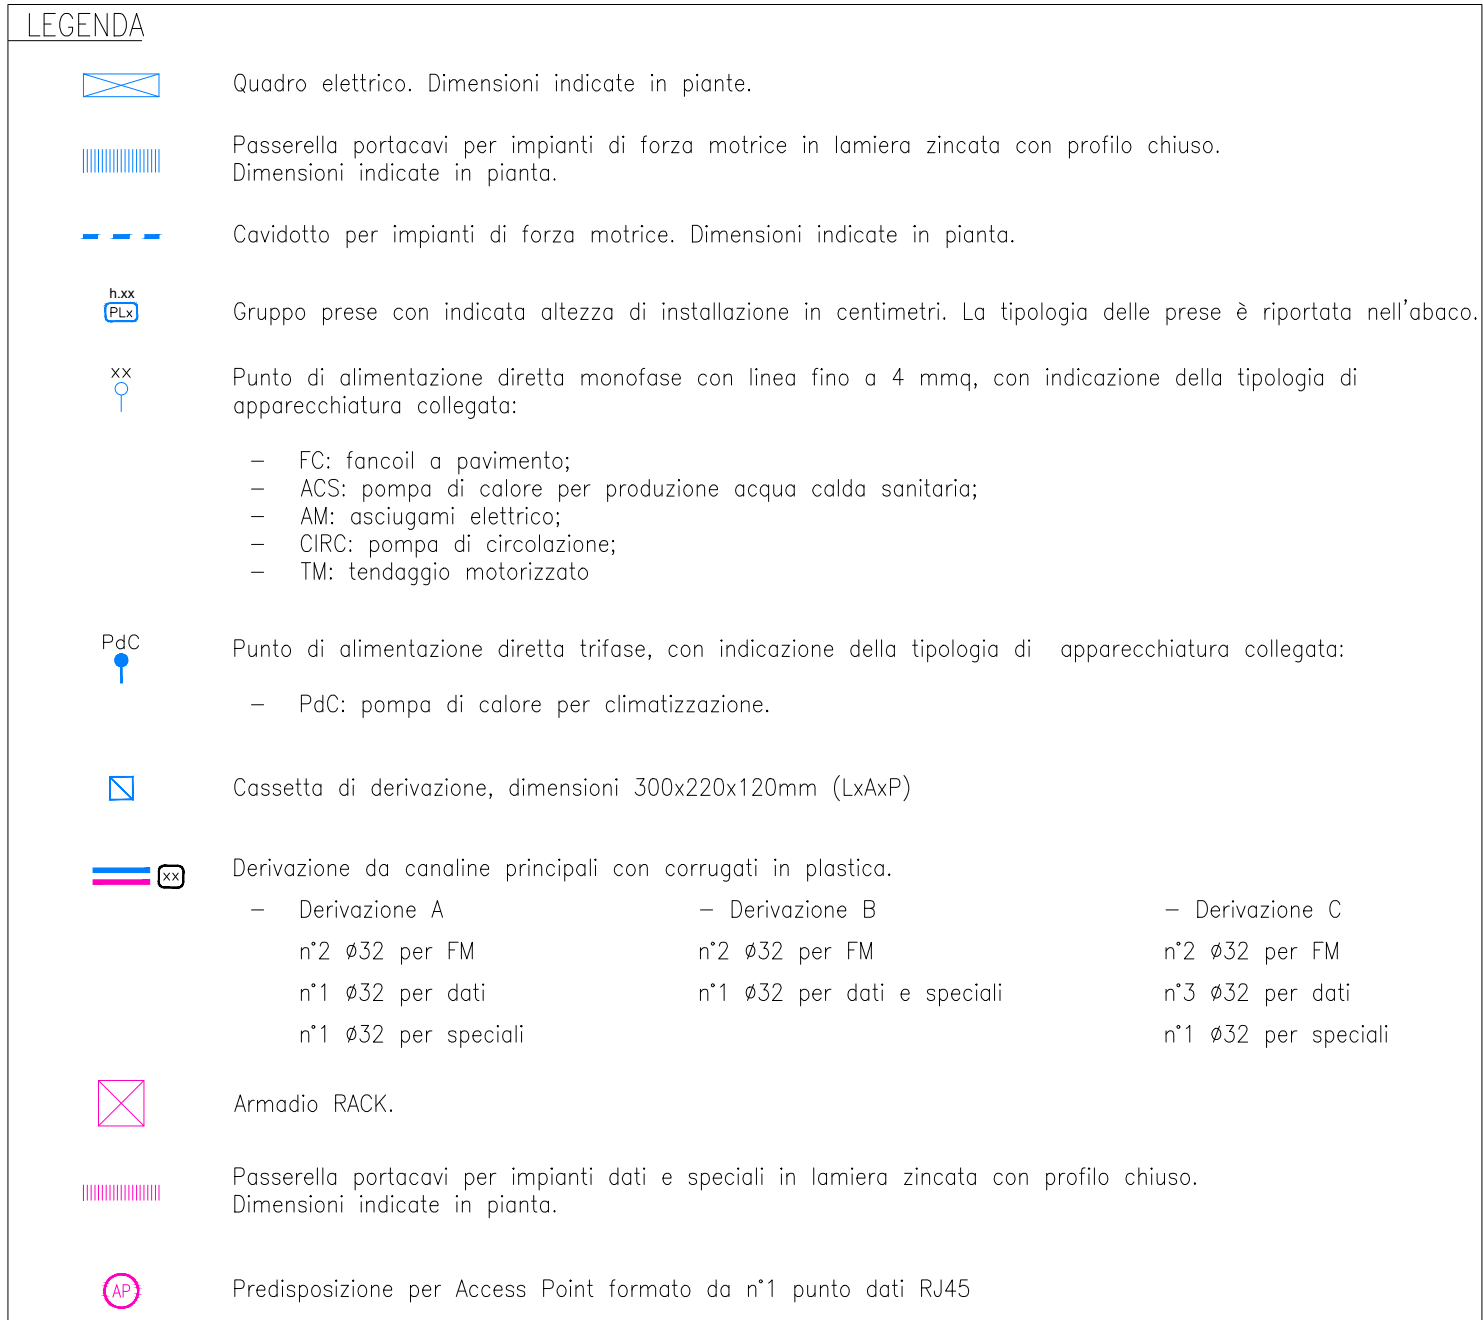 LEGENDA
Quadro elettrico. Dimensioni indicate in piante.
Passerella portacavi per impianti di forza motrice in lamiera zincata con profilo chiuso.
Dimensioni indicate in pianta.
Cavidotto per impianti di forza motrice. Dimensioni indicate in pianta.
h.xx
PLx
Gruppo prese con indicata altezza di installazione in centimetri. La tipologia delle prese è riportata nell'abaco.
xx
Punto di alimentazione diretta monofase con linea fino a 4 mmq, con indicazione della tipologia di
apparecchiatura collegata:
- FC: fancoil a pavimento;
- ACS: pompa di calore per produzione acqua calda sanitaria;
- AM: asciugami elettrico;
- CIRC: pompa di circolazione;
- TM: tendaggio motorizzato
PdC
Punto di alimentazione diretta trifase, con indicazione della tipologia di apparecchiatura collegata:
- PdC: pompa di calore per climatizzazione.
Cassetta di derivazione, dimensioni 300x220x120mm (LxAxP)
xx
Derivazione da canaline principali con corrugati in plastica.
- Derivazione A
n°2 ø32 per FM
n°1 ø32 per dati
n°1 ø32 per speciali
- Derivazione B
n°2 ø32 per FM
n°1 ø32 per dati e speciali
- Derivazione C
n°2 ø32 per FM
n°3 ø32 per dati
n°1 ø32 per speciali
Armadio RACK.
Passerella portacavi per impianti dati e speciali in lamiera zincata con profilo chiuso.
Dimensioni indicate in pianta.
AP
Predisposizione per Access Point formato da n°1 punto dati RJ45